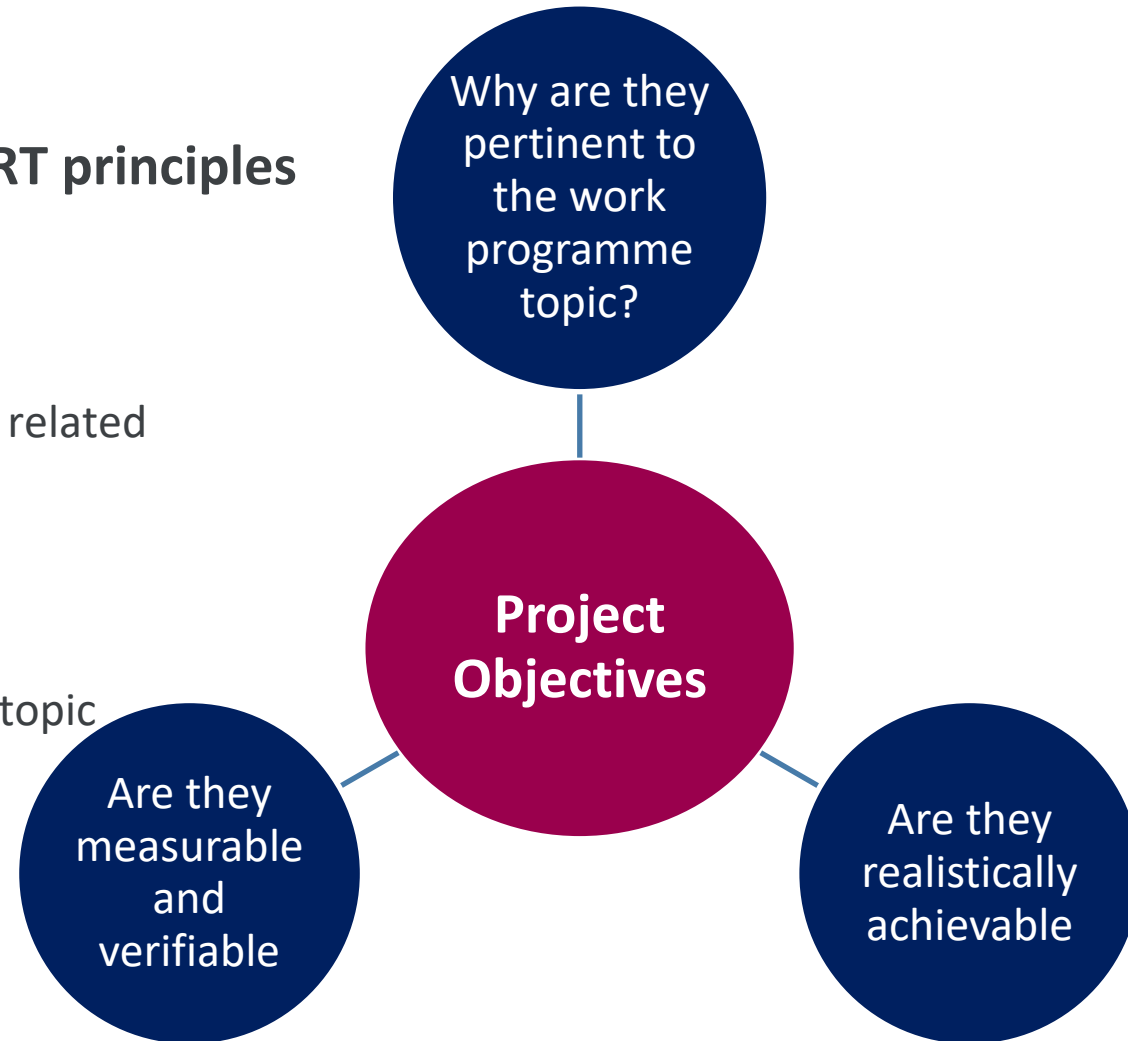 RT principles
related
topic
Why are they
pertinent to
the work
programme
topic?
Project
Objectives
Are they
measurable
and
verifiable
Are they
realistically
achievable